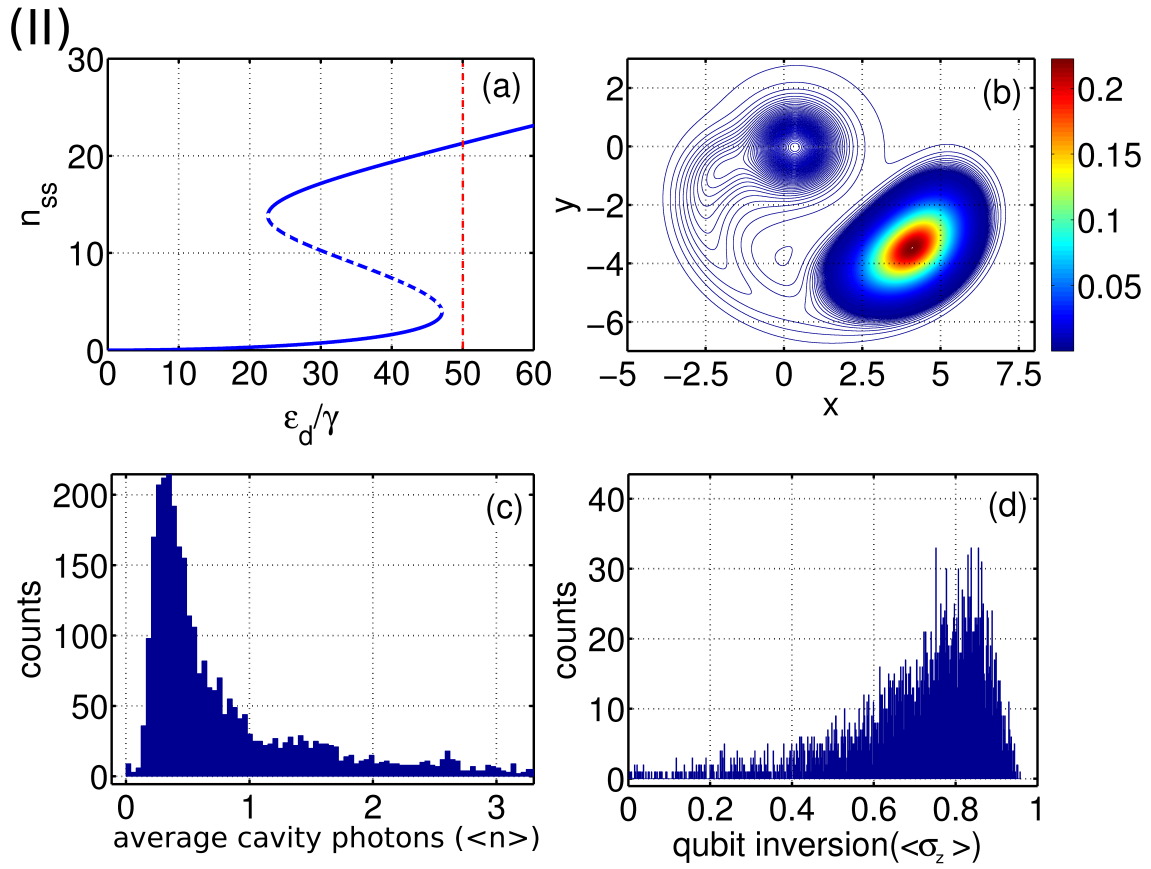 (II)
(a)
n_ss
30
20
10
0
0 10 20 30 40 50 60
ε_d/γ
(b)
y
2
0
−2
−4
−6
−5 −2.5 0 2.5 5 7.5
x
0.2
0.15
0.1
0.05
(c)
counts
200
150
100
50
0
0 1 2 3
average cavity photons (<n>)
(d)
counts
40
30
20
10
0
0 0.2 0.4 0.6 0.8 1
qubit inversion(<σ_z >)